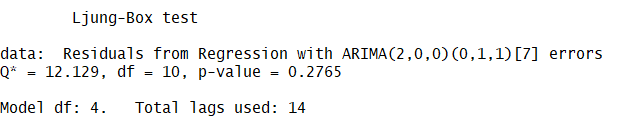 Ljung-Box test
data:  Residuals from Regression with ARIMA(2,0,0)(0,1,1)[7] errors
Q* = 12.129, df = 10, p-value = 0.2765
Model df: 4.   Total lags used: 14